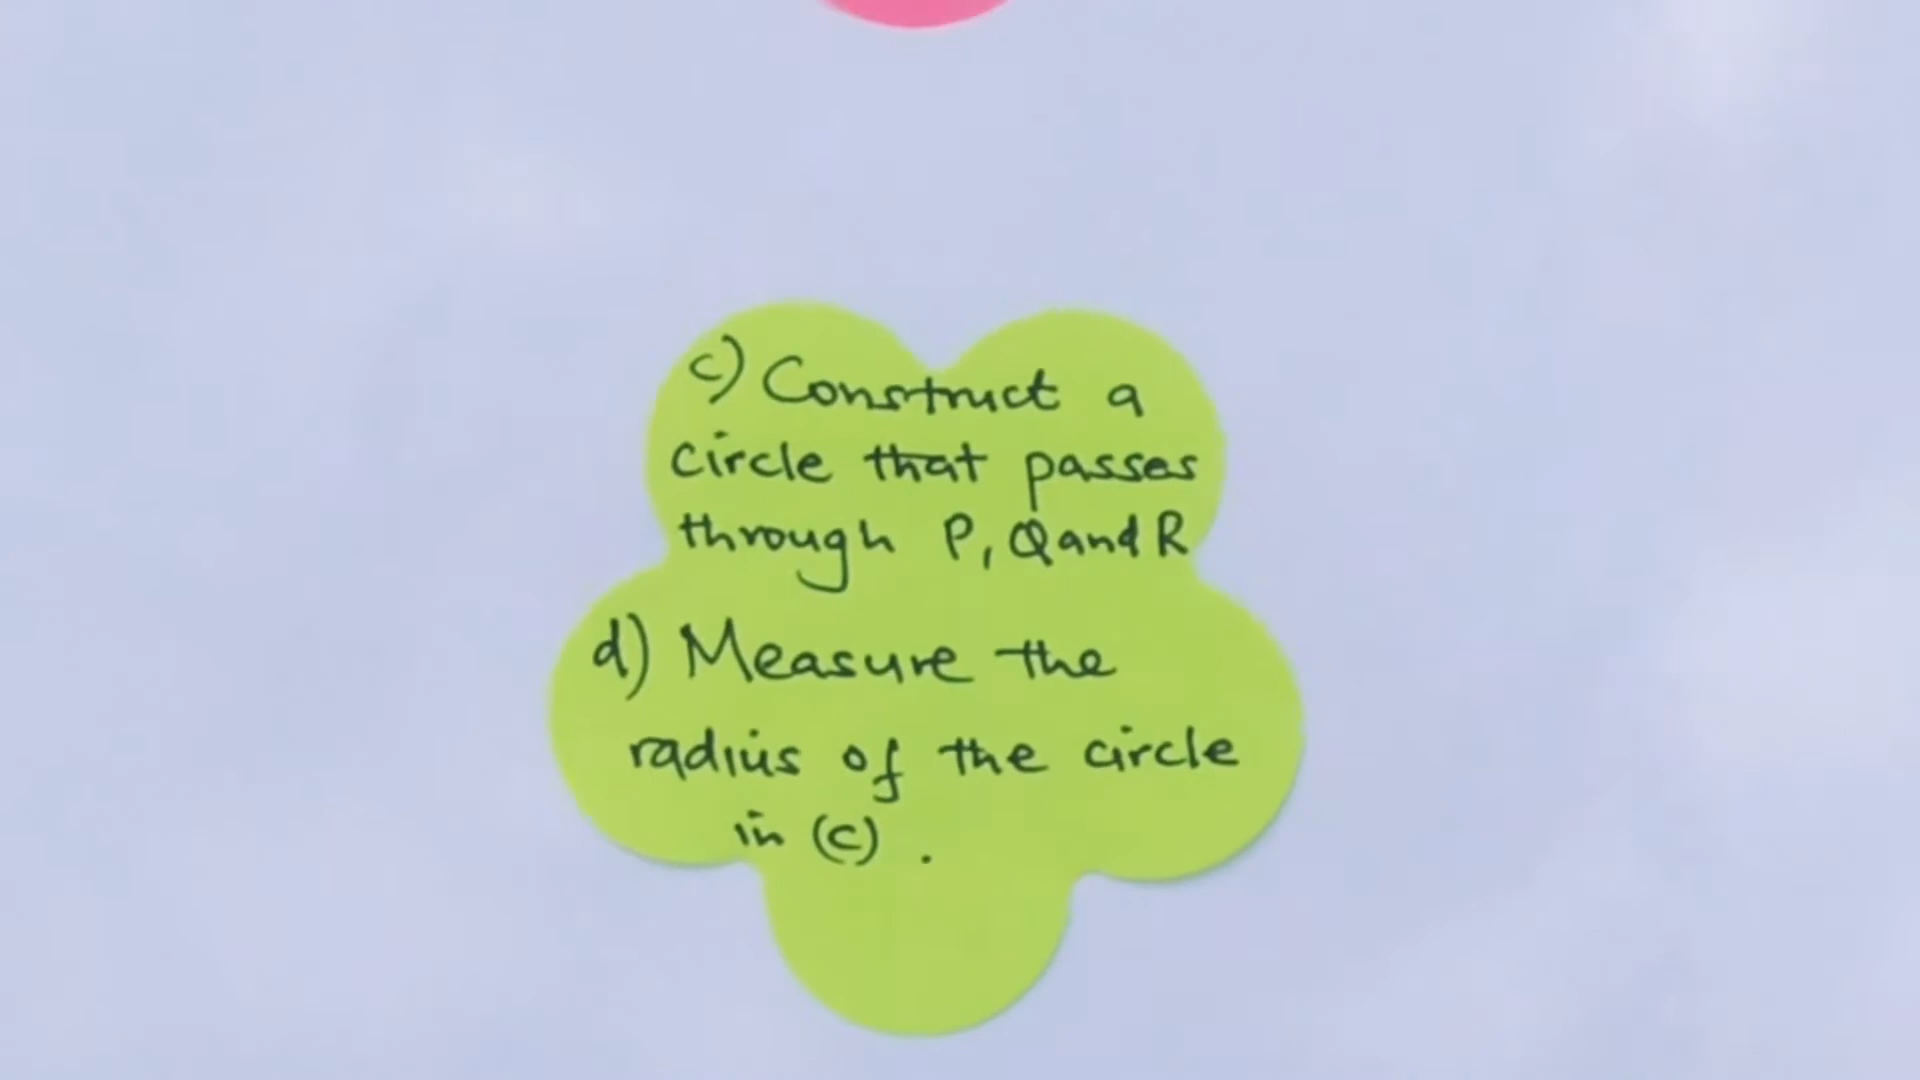 c) Construct a
circle that passes
through P, Q and R
d) Measure the
radius of the circle
in (c) .